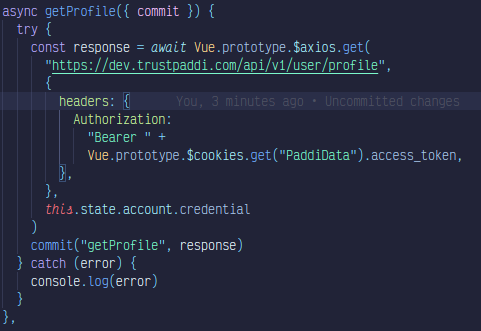 async getProfile({ commit }) {
try {
const response = await Vue.prototype.$axios.get(
"https://dev.trustpaddi.com/api/v1/user/profile",
{
headers: {    You, 3 minutes ago • Uncommitted changes
Authorization:
"Bearer " +
Vue.prototype.$cookies.get("PaddiData").access_token,
},
},
this.state.account.credential
)
commit("getProfile", response)
} catch (error) {
console.log(error)
}
},